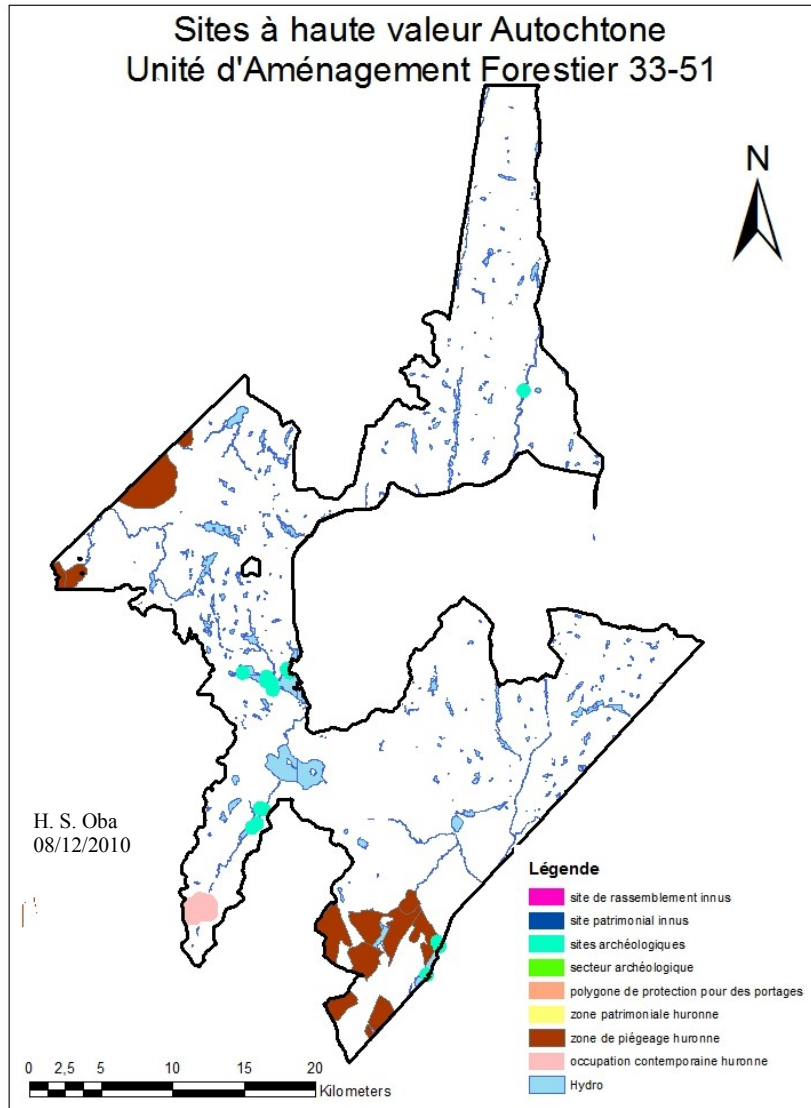 Sites à haute valeur Autochtone
Unité d'Aménagement Forestier 33-51
N
H. S. Oba
08/12/2010
Légende
site de rassemblement innus
site patrimonial innus
sites archéologiques
secteur archéologique
polygone de protection pour des portages
zone patrimoniale huronne
zone de piégeage huronne
occupation contemporaine huronne
Hydro
0 2,5 5 10 15 20
Kilometers